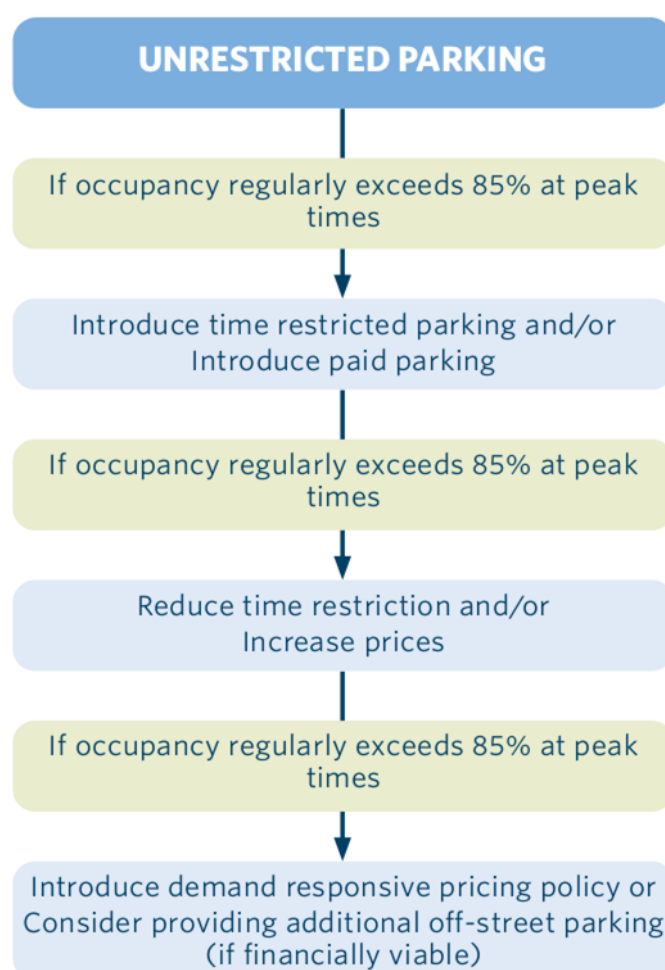 UNRESTRICTED PARKING
If occupancy regularly exceeds 85% at peak
times
Introduce time restricted parking and/or
Introduce paid parking
If occupancy regularly exceeds 85% at peak
times
Reduce time restriction and/or
Increase prices
If occupancy regularly exceeds 85% at peak
times
Introduce demand responsive pricing policy or
Consider providing additional off-street parking
(if financially viable)